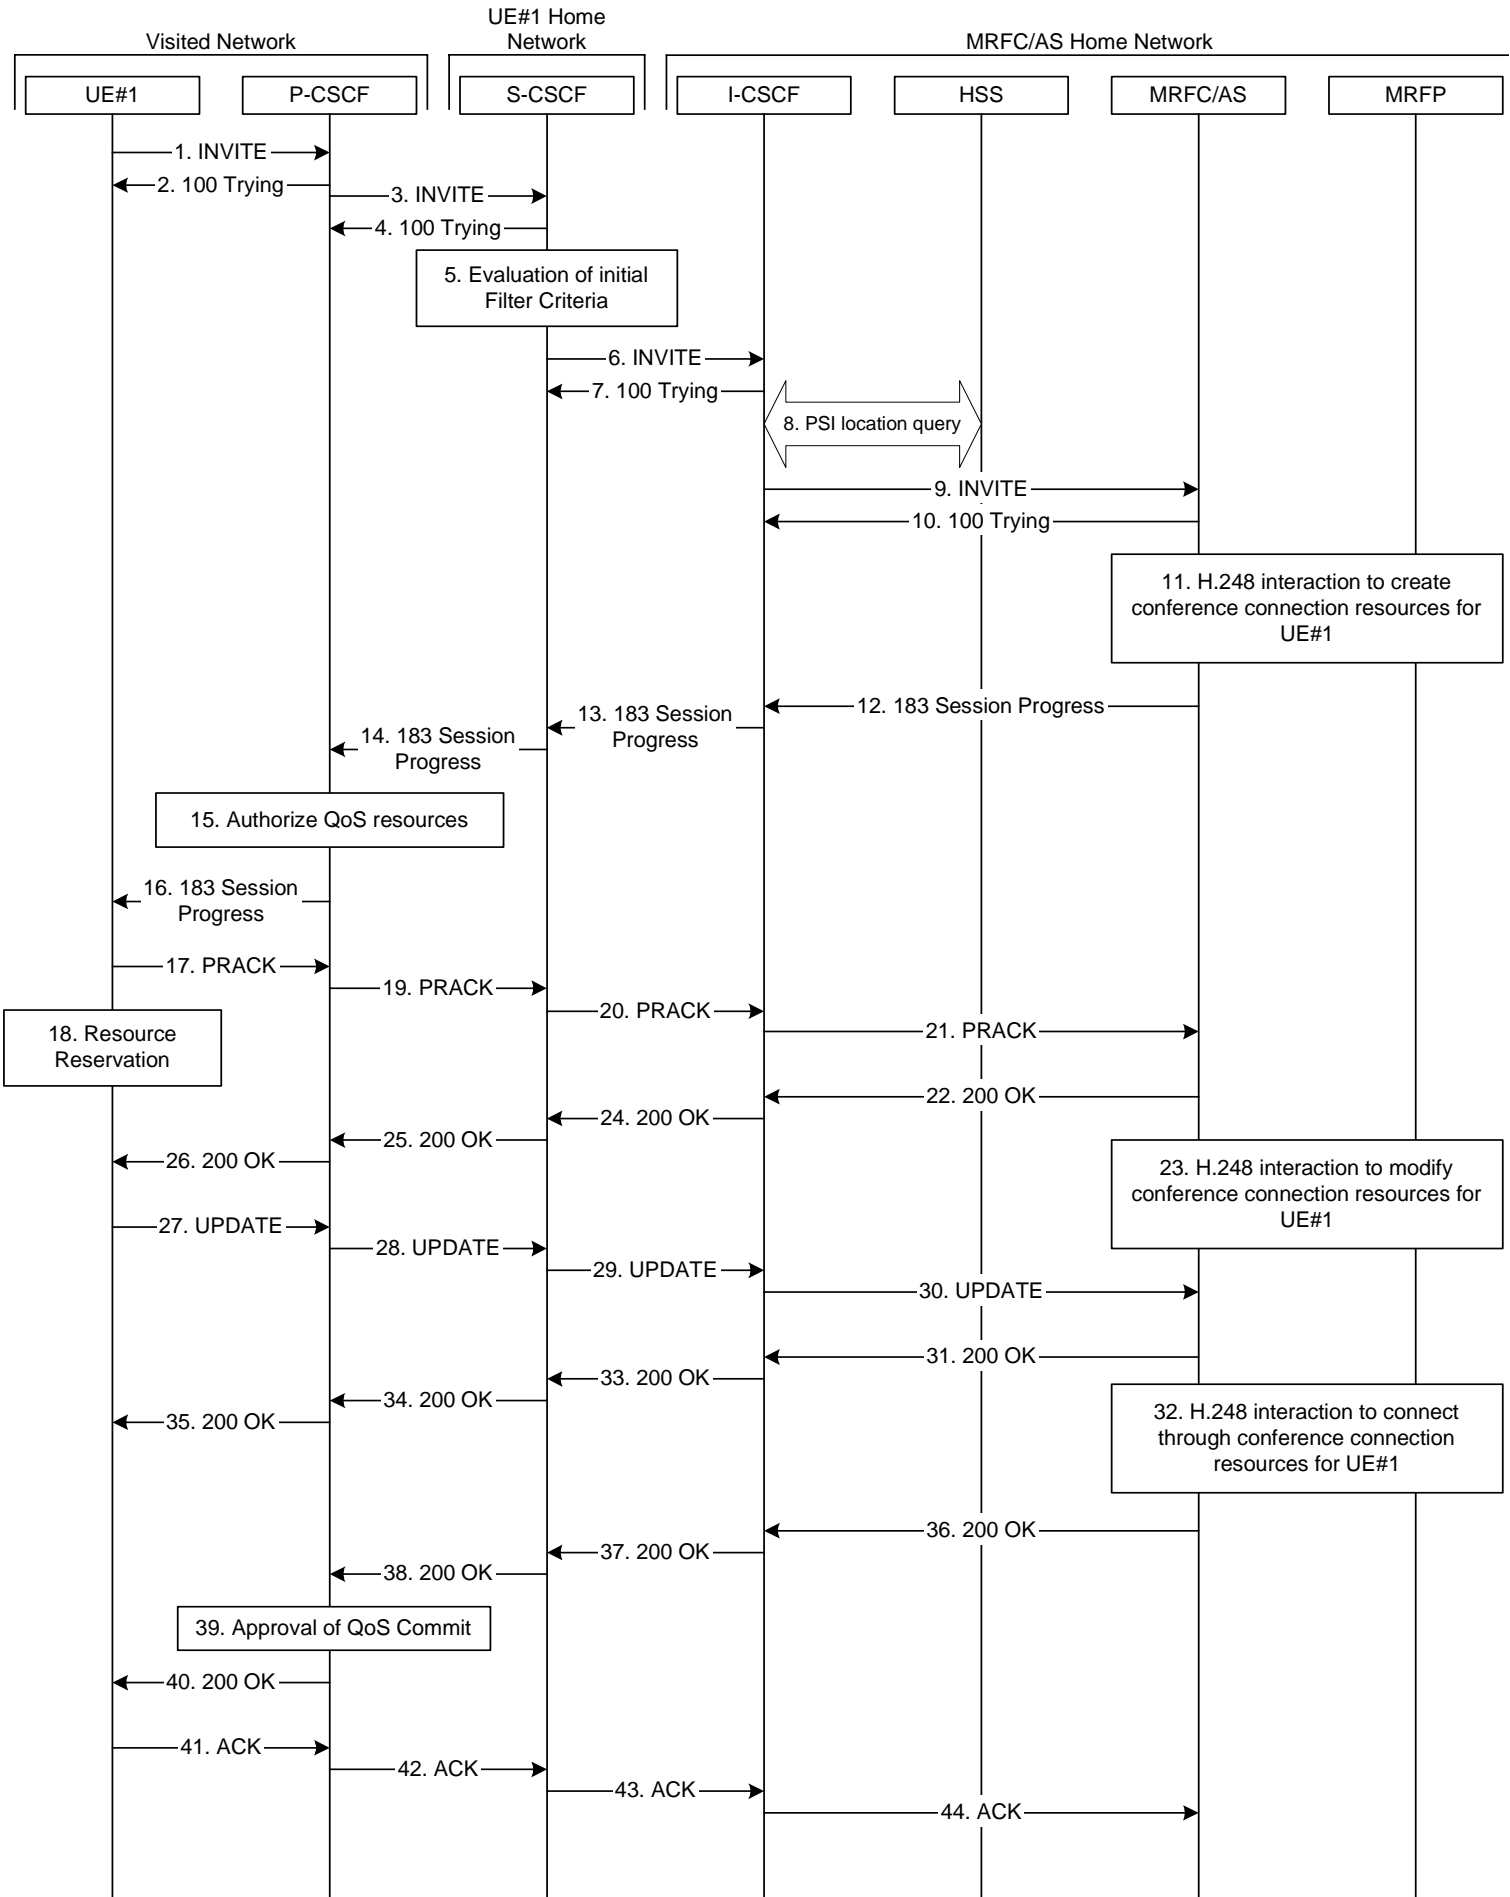 UE#1 Home
Network
Visited Network
MRFC/AS Home Network
UE#1
P-CSCF
S-CSCF
I-CSCF
HSS
MRFC/AS
MRFP
1. INVITE
2. 100 Trying
3. INVITE
4. 100 Trying
5. Evaluation of initial
Filter Criteria
6. INVITE
7. 100 Trying
8. PSI location query
9. INVITE
10. 100 Trying
11. H.248 interaction to create
conference connection resources for
UE#1
12. 183 Session Progress
13. 183 Session
Progress
14. 183 Session
Progress
15. Authorize QoS resources
16. 183 Session
Progress
17. PRACK
19. PRACK
20. PRACK
18. Resource
Reservation
21. PRACK
22. 200 OK
24. 200 OK
25. 200 OK
26. 200 OK
23. H.248 interaction to modify
conference connection resources for
UE#1
27. UPDATE
28. UPDATE
29. UPDATE
30. UPDATE
31. 200 OK
33. 200 OK
34. 200 OK
35. 200 OK
32. H.248 interaction to connect
through conference connection
resources for UE#1
36. 200 OK
37. 200 OK
38. 200 OK
39. Approval of QoS Commit
40. 200 OK
41. ACK
42. ACK
43. ACK
44. ACK